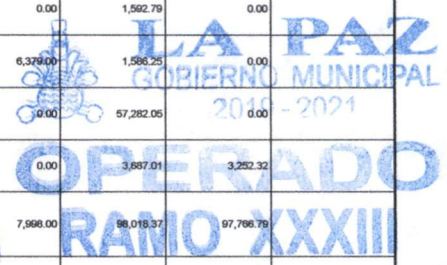 0.00 1,592.79 0.00
LA PAZ
6,379.00 1,586.25 0.00
GOBIERNO MUNICIPAL
2019 - 2021
0.00 57,282.05 0.00
OPERADO
0.00 3,687.01 3,252.32
7,998.00 98,018.37 97,766.79
RAMO XXXIII